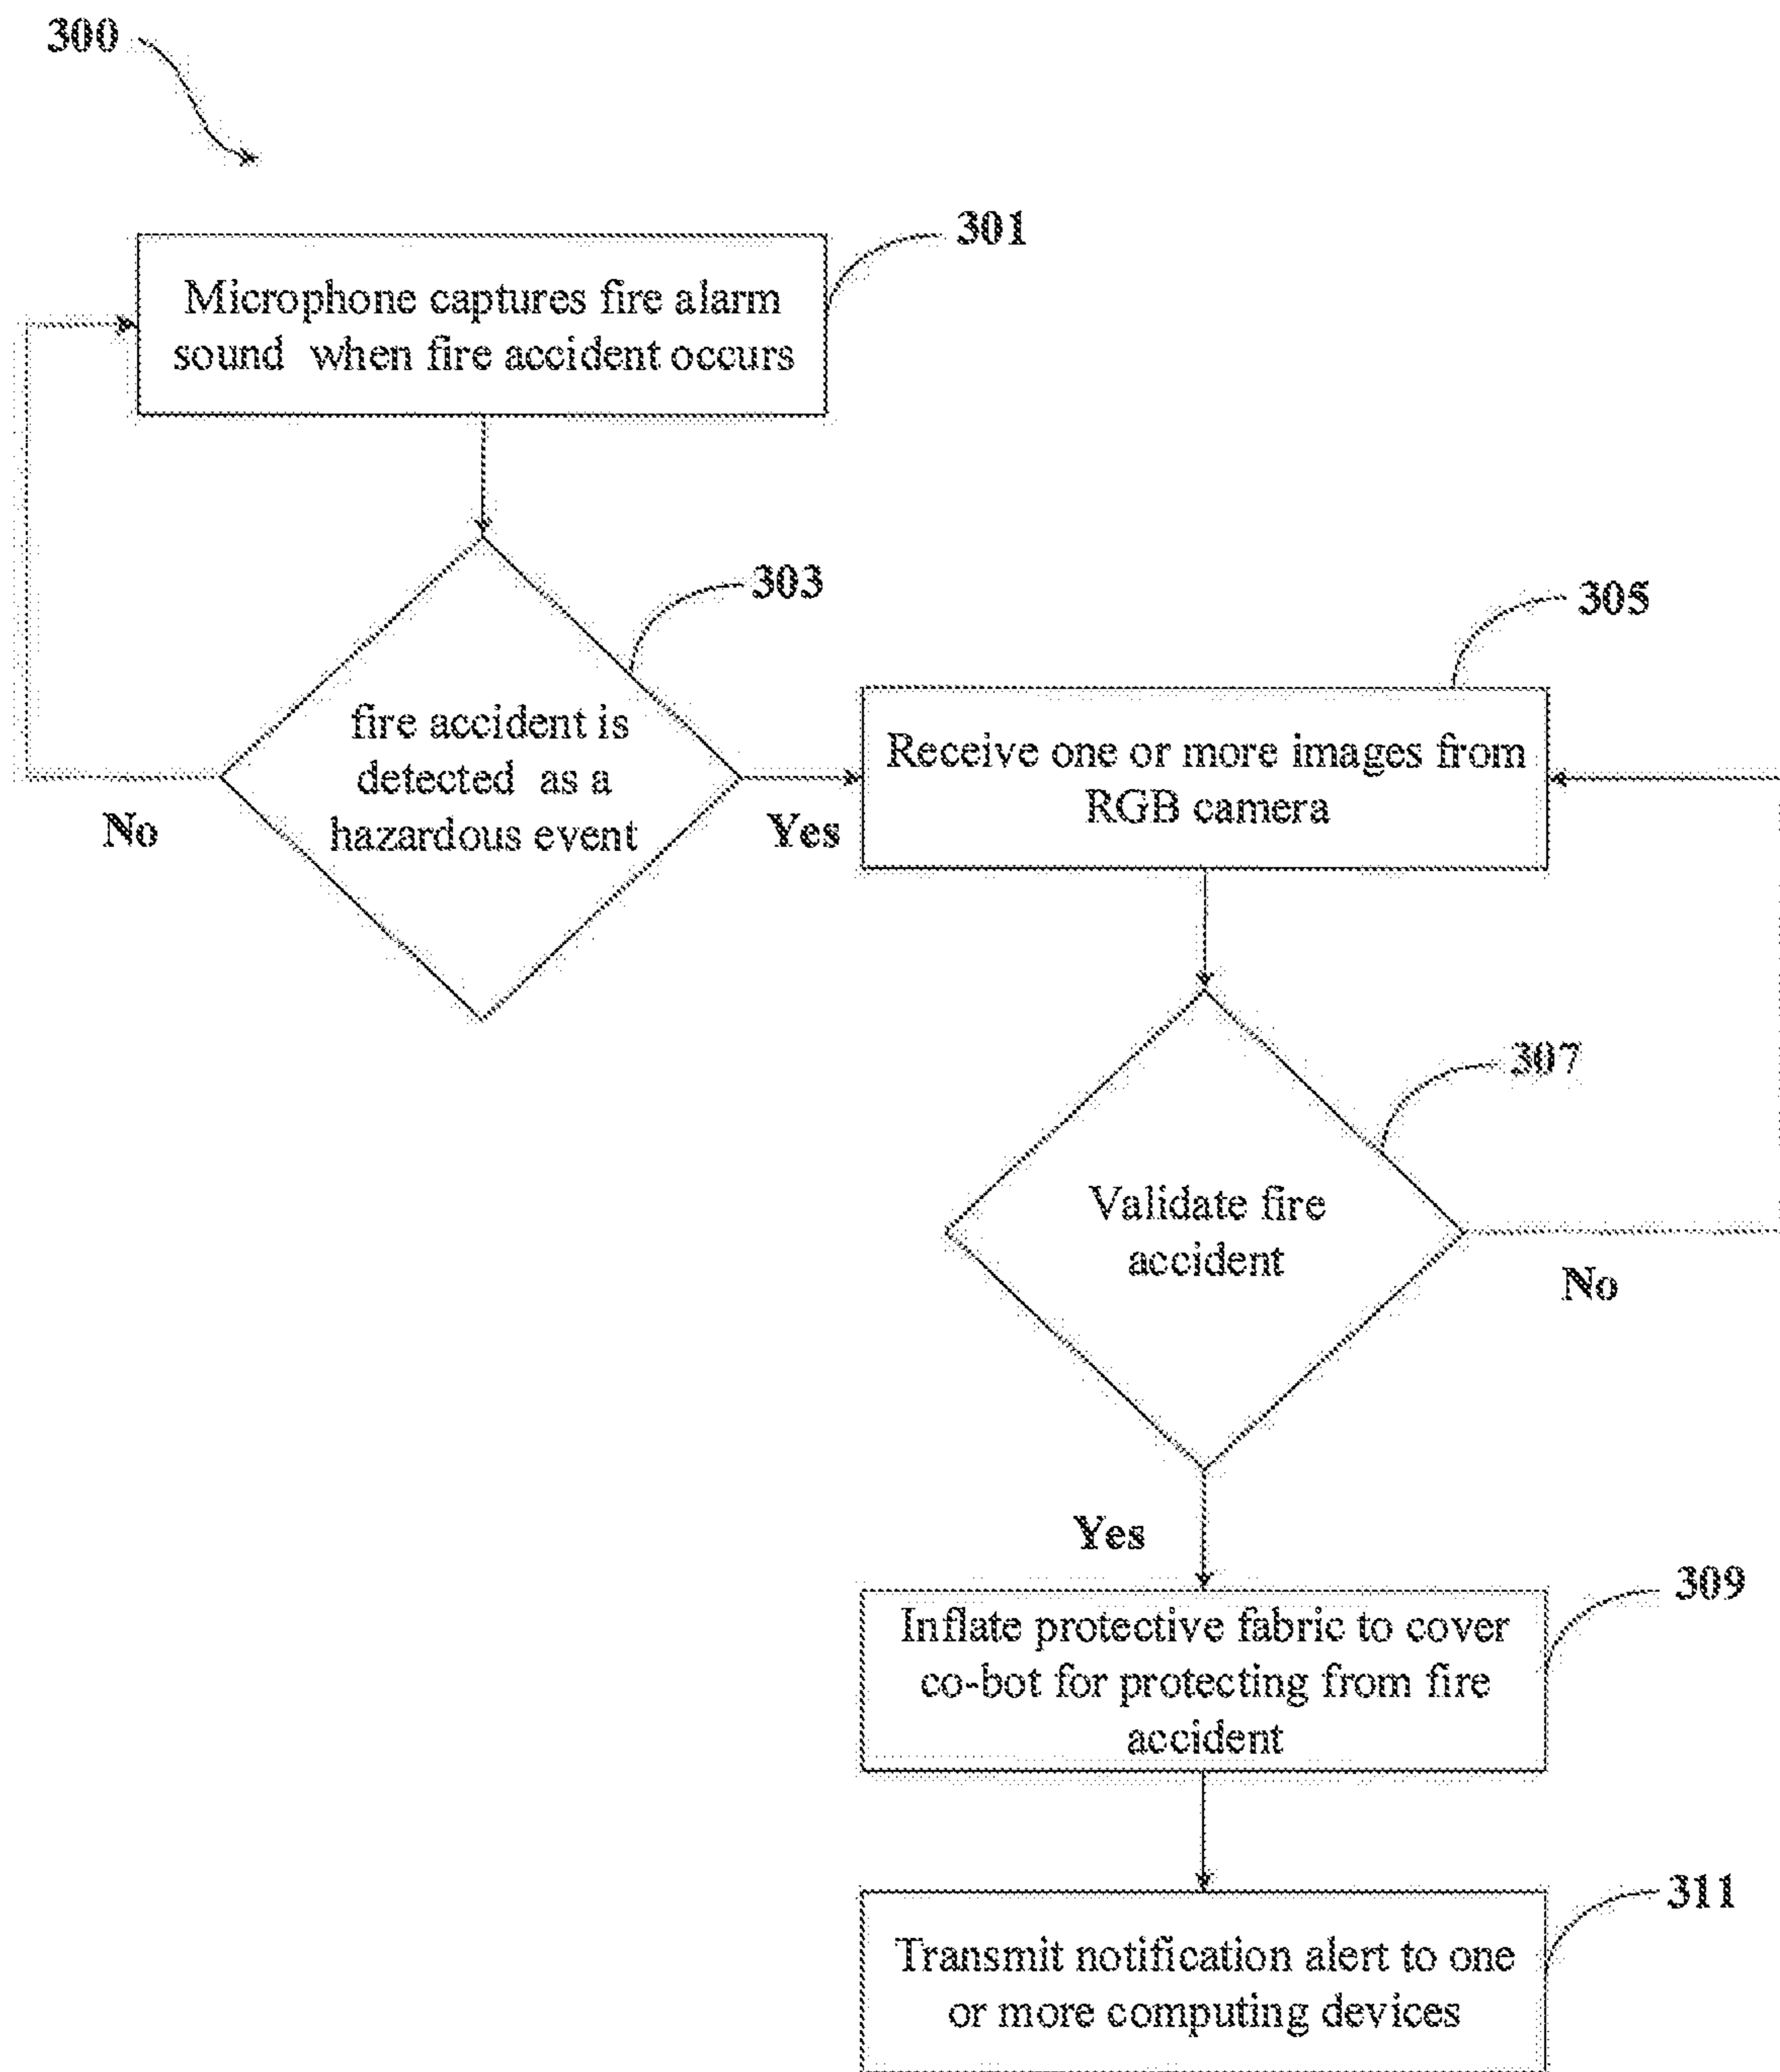 300
301
Microphone captures fire alarm
sound when fire accident occurs
303
fire accident is
detected as a
hazardous event
No
Yes
305
Receive one or more images from
RGB camera
307
Validate fire
accident
No
Yes
309
Inflate protective fabric to cover
co-bot for protecting from fire
accident
311
Transmit notification alert to one
or more computing devices